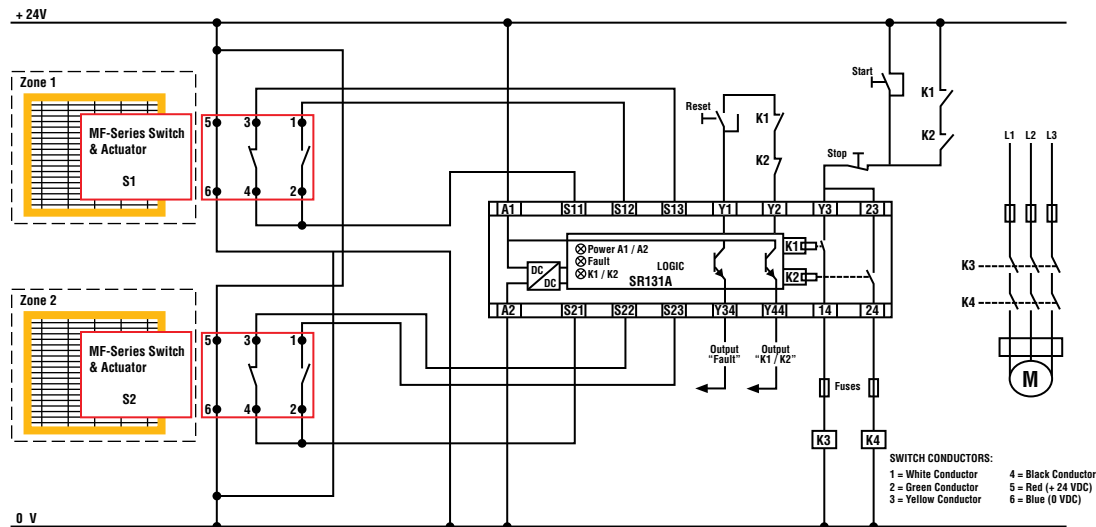 + 24V
Zone 1
MF-Series Switch
& Actuator
S1
5 3 1
6 4 2
Reset
K1
K2
Start
Stop
K1
K2
L1 L2 L3
A1 S11 S12 S13 Y1 Y2 Y3 23
Power A1 / A2
Fault
K1 / K2
LOGIC
SR131A
DC
DC
K1
K2
A2 S21 S22 S23 Y34 Y44 14 24
K3
K4
M
Zone 2
MF-Series Switch
& Actuator
S2
5 3 1
6 4 2
Output
"Fault"
Output
"K1 / K2"
Fuses
K3
K4
SWITCH CONDUCTORS:
1 = White Conductor
2 = Green Conductor
3 = Yellow Conductor
4 = Black Conductor
5 = Red (+ 24 VDC)
6 = Blue (0 VDC)
0 V